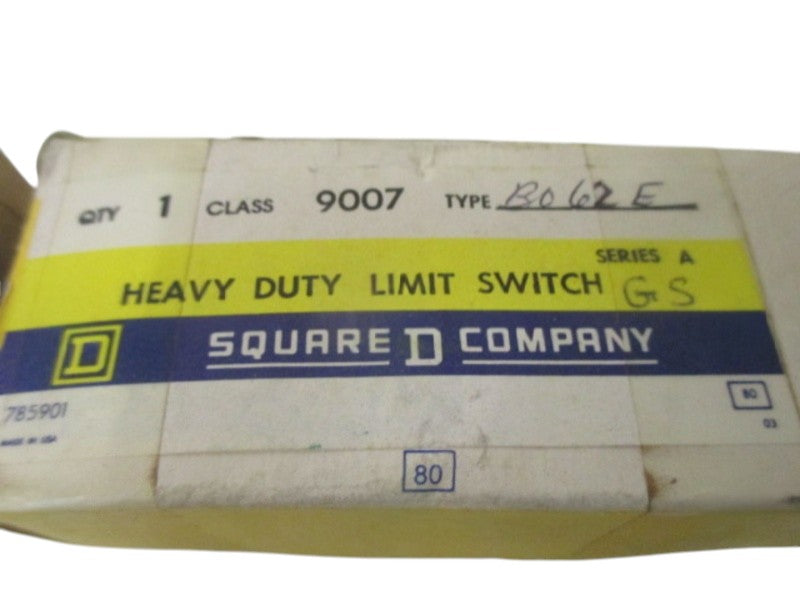 QTY 1 CLASS 9007 TYPE BO62E
SERIES A
HEAVY DUTY LIMIT SWITCH GS
D SQUARE D COMPANY
785901
MADE IN USA
80
03
80